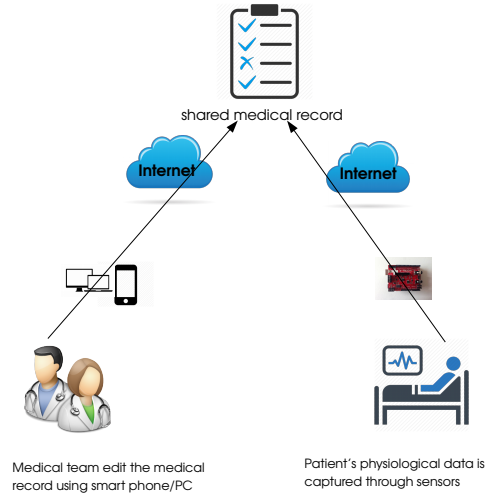 shared medical record
Internet
Internet
Medical team edit the medical
record using smart phone/PC
Patient's physiological data is
captured through sensors